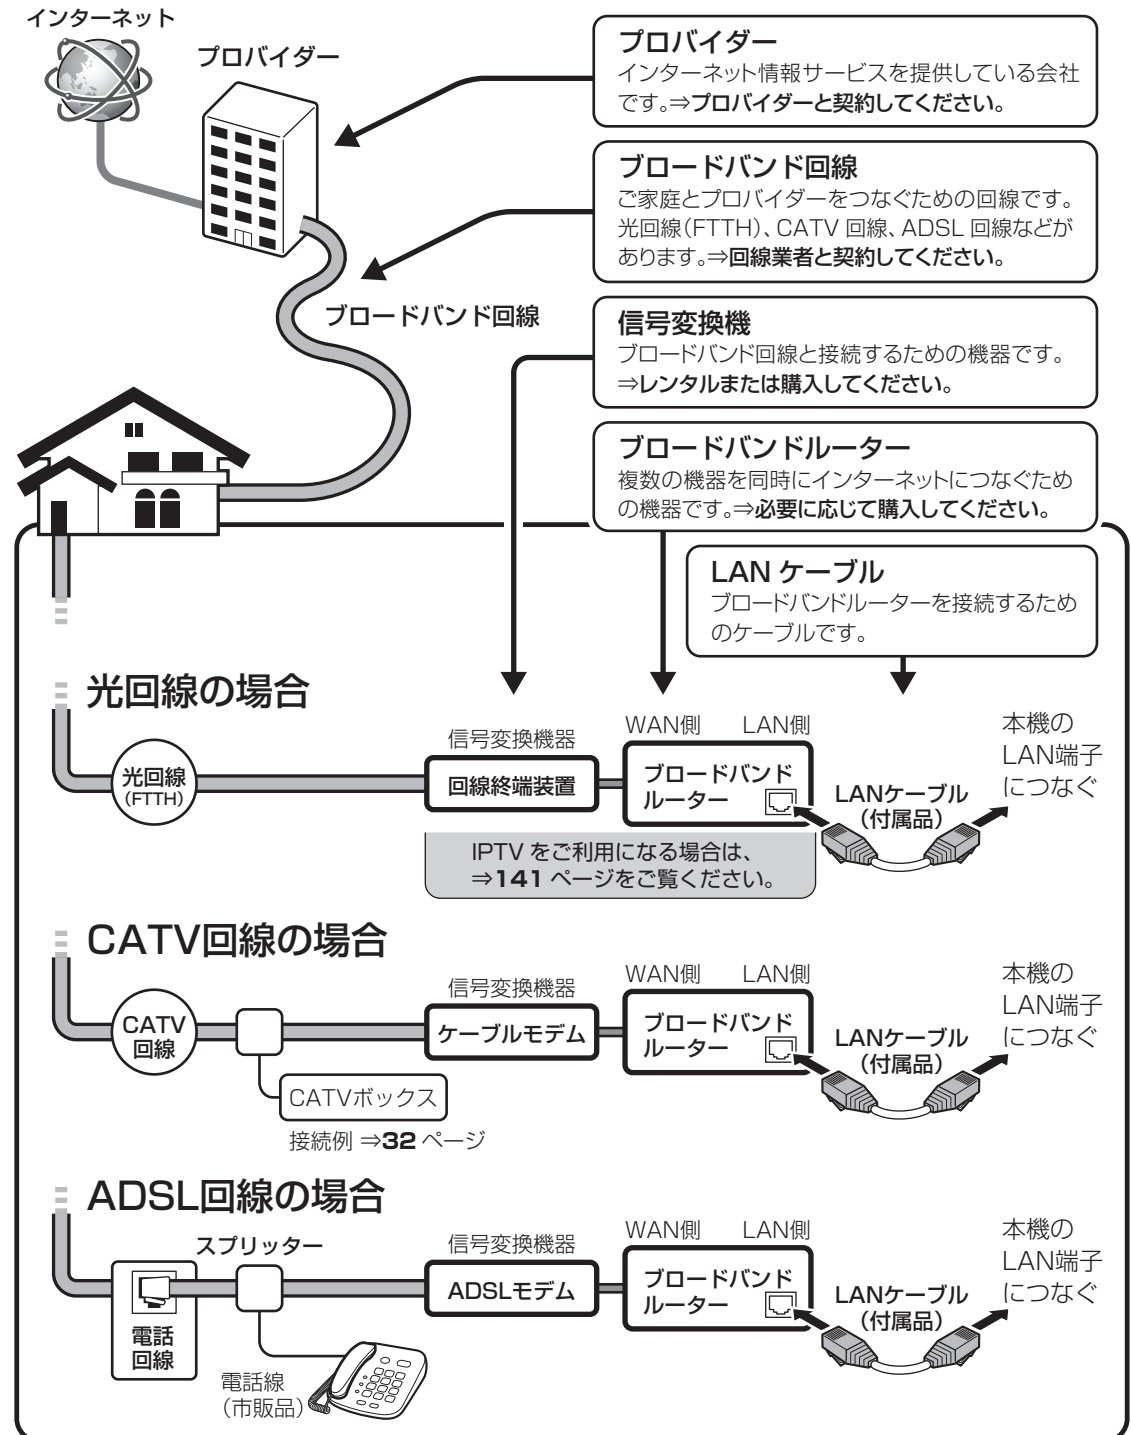 インターネット
プロバイダー
プロバイダー
インターネット情報サービスを提供している会社
です。⇒プロバイダーと契約してください。
ブロードバンド回線
ご家庭とプロバイダーをつなぐための回線です。
光回線(FTTH)、CATV 回線、ADSL 回線などが
あります。⇒回線業者と契約してください。
ブロードバンド回線
信号変換機
ブロードバンド回線と接続するための機器です。
⇒レンタルまたは購入してください。
ブロードバンドルーター
複数の機器を同時にインターネットにつなぐため
の機器です。⇒必要に応じて購入してください。
LAN ケーブル
ブロードバンドルーターを接続するため
のケーブルです。
光回線の場合
光回線
(FTTH)
信号変換機器
回線終端装置
WAN側 LAN側
ブロードバンド
ルーター
LANケーブル
(付属品)
本機の
LAN端子
につなぐ
IPTV をご利用になる場合は、
⇒141 ページをご覧ください。
CATV回線の場合
CATV
回線
CATVボックス
接続例 ⇒32 ページ
信号変換機器
ケーブルモデム
WAN側 LAN側
ブロードバンド
ルーター
LANケーブル
(付属品)
本機の
LAN端子
につなぐ
ADSL回線の場合
電話
回線
スプリッター
電話線
(市販品)
信号変換機器
ADSLモデム
WAN側 LAN側
ブロードバンド
ルーター
LANケーブル
(付属品)
本機の
LAN端子
につなぐ